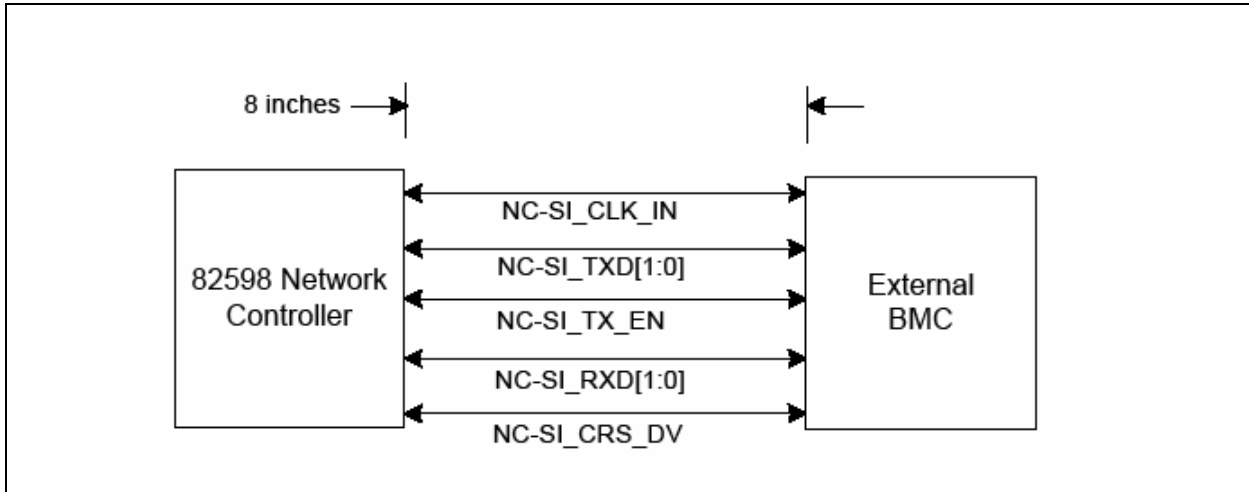 8 inches
NC-SI_CLK_IN
NC-SI_TXD[1:0]
82598 Network
Controller
NC-SI_TX_EN
External
BMC
NC-SI_RXD[1:0]
NC-SI_CRS_DV